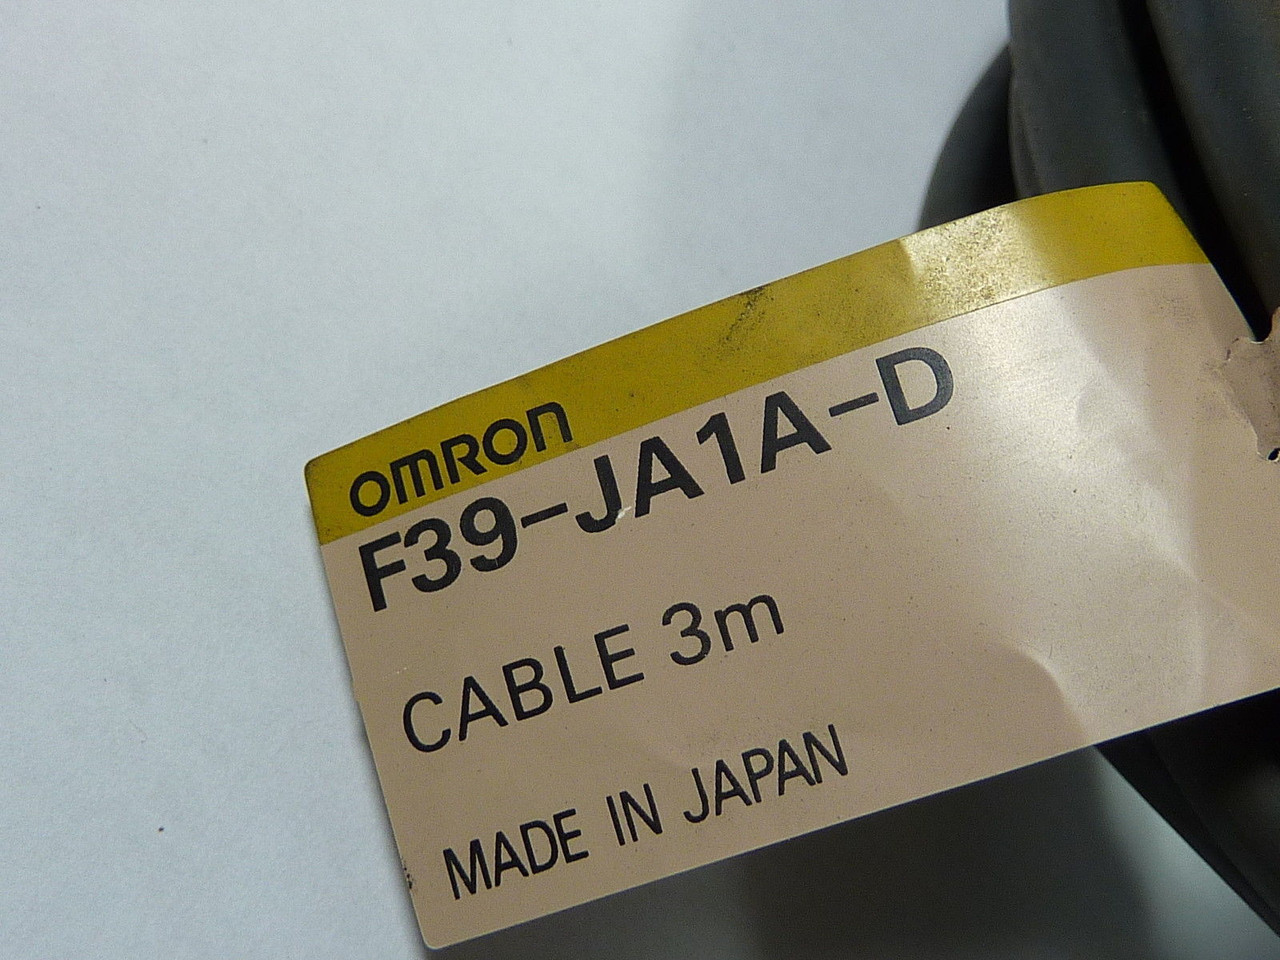 OMRON
F39-JA1A-D
CABLE 3m
MADE IN JAPAN